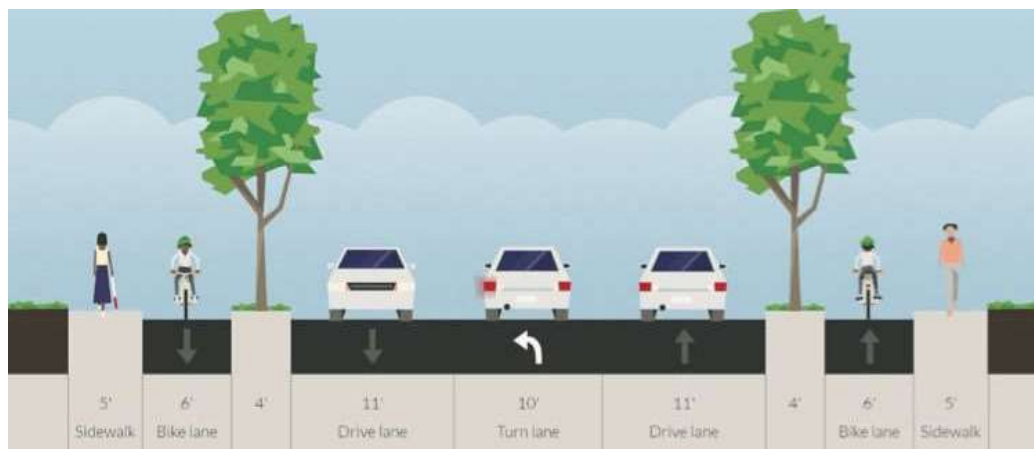 5' 6' 4' 11' 10' 11' 4' 6' 5'
Sidewalk Bike lane Drive lane Turn lane Drive lane Bike lane Sidewalk